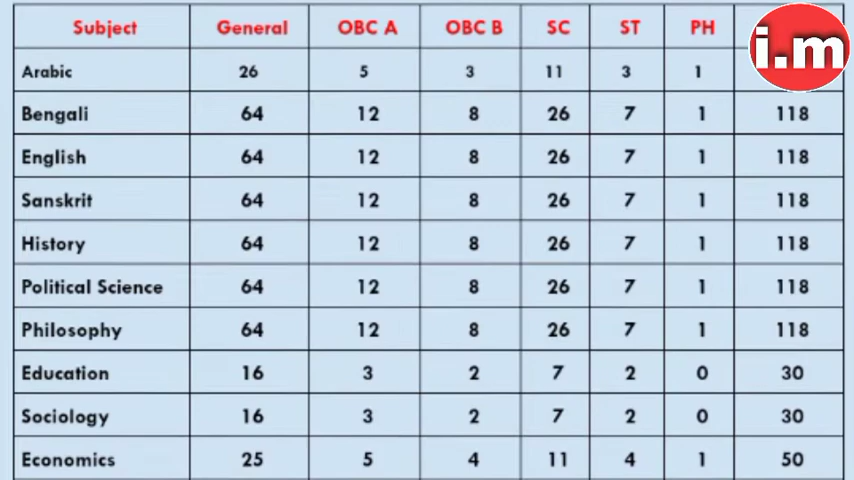 Subject General OBC A OBC B SC ST PH
i.m
Arabic 26 5 3 11 3 1
Bengali 64 12 8 26 7 1 118
English 64 12 8 26 7 1 118
Sanskrit 64 12 8 26 7 1 118
History 64 12 8 26 7 1 118
Political Science 64 12 8 26 7 1 118
Philosophy 64 12 8 26 7 1 118
Education 16 3 2 7 2 0 30
Sociology 16 3 2 7 2 0 30
Economics 25 5 4 11 4 1 50